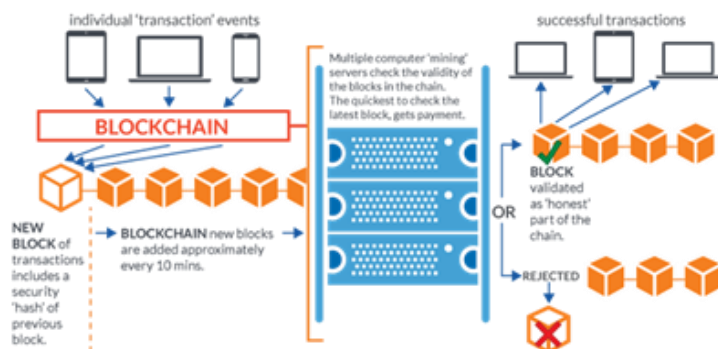 individual 'transaction' events
BLOCKCHAIN
NEW
BLOCK of
transactions
includes a
security
'hash' of
previous
block.
BLOCKCHAIN new blocks
are added approximately
every 10 mins.
Multiple computer 'mining'
servers check the validity of
the blocks in the chain.
The quickest to check the
latest block, gets payment.
OR
successful transactions
BLOCK
validated
as 'honest'
part of the
chain.
REJECTED